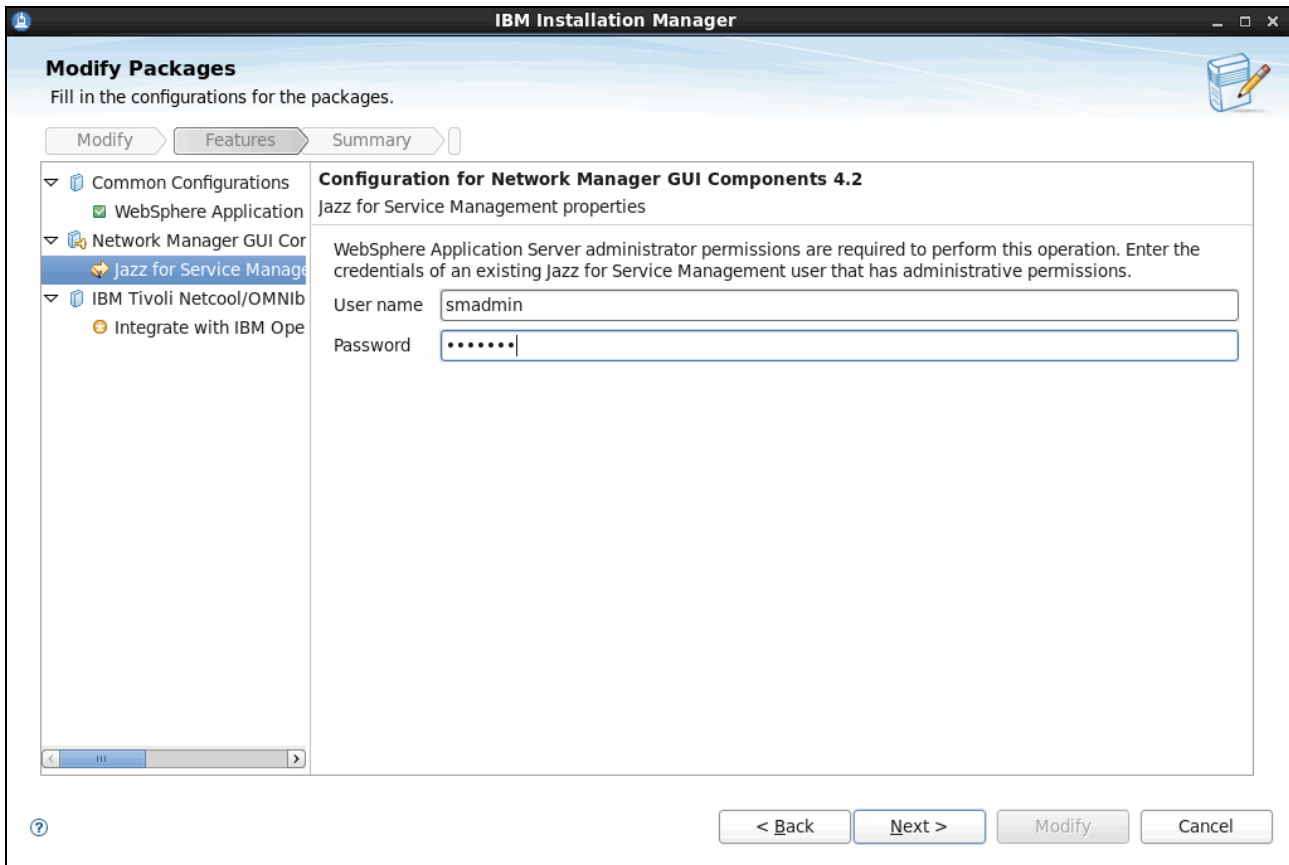 IBM Installation Manager
Modify Packages
Fill in the configurations for the packages.
Modify
Features
Summary
Common Configurations
WebSphere Application
Network Manager GUI Cor
Jazz for Service Manage
IBM Tivoli Netcool/OMNIb
Integrate with IBM Ope
Configuration for Network Manager GUI Components 4.2
Jazz for Service Management properties
WebSphere Application Server administrator permissions are required to perform this operation. Enter the
credentials of an existing Jazz for Service Management user that has administrative permissions.
User name smadmin
Password •••••••
< Back
Next >
Modify
Cancel